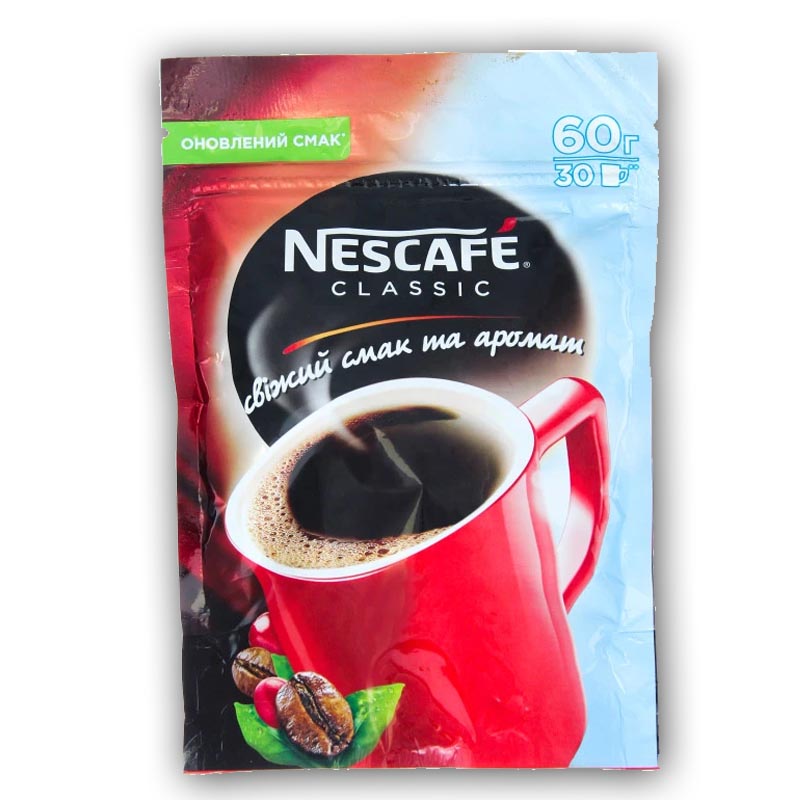 ОНОВЛЕНИЙ СМАК*
60г
30
NESCAFÉ®
CLASSIC
свіжий смак та аромат